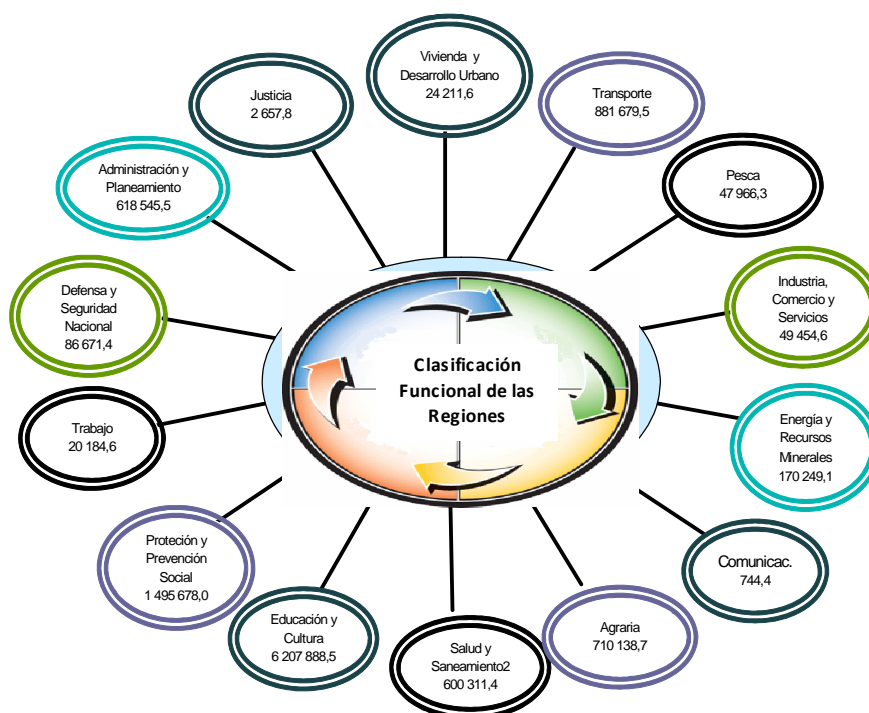 Vivienda y
Desarrollo Urbano
24 211,6
Transporte
881 679,5
Pesca
47 966,3
Industria,
Comercio y
Servicios
49 454,6
Energía y
Recursos
Minerales
170 249,1
Comunicac.
744,4
Agraria
710 138,7
Salud y
Saneamiento2
600 311,4
Educación y
Cultura
6 207 888,5
Proteción y
Prevención
Social
1 495 678,0
Trabajo
20 184,6
Defensa y
Seguridad
Nacional
86 671,4
Administración y
Planeamiento
618 545,5
Justicia
2 657,8
Clasificación
Funcional de las
Regiones